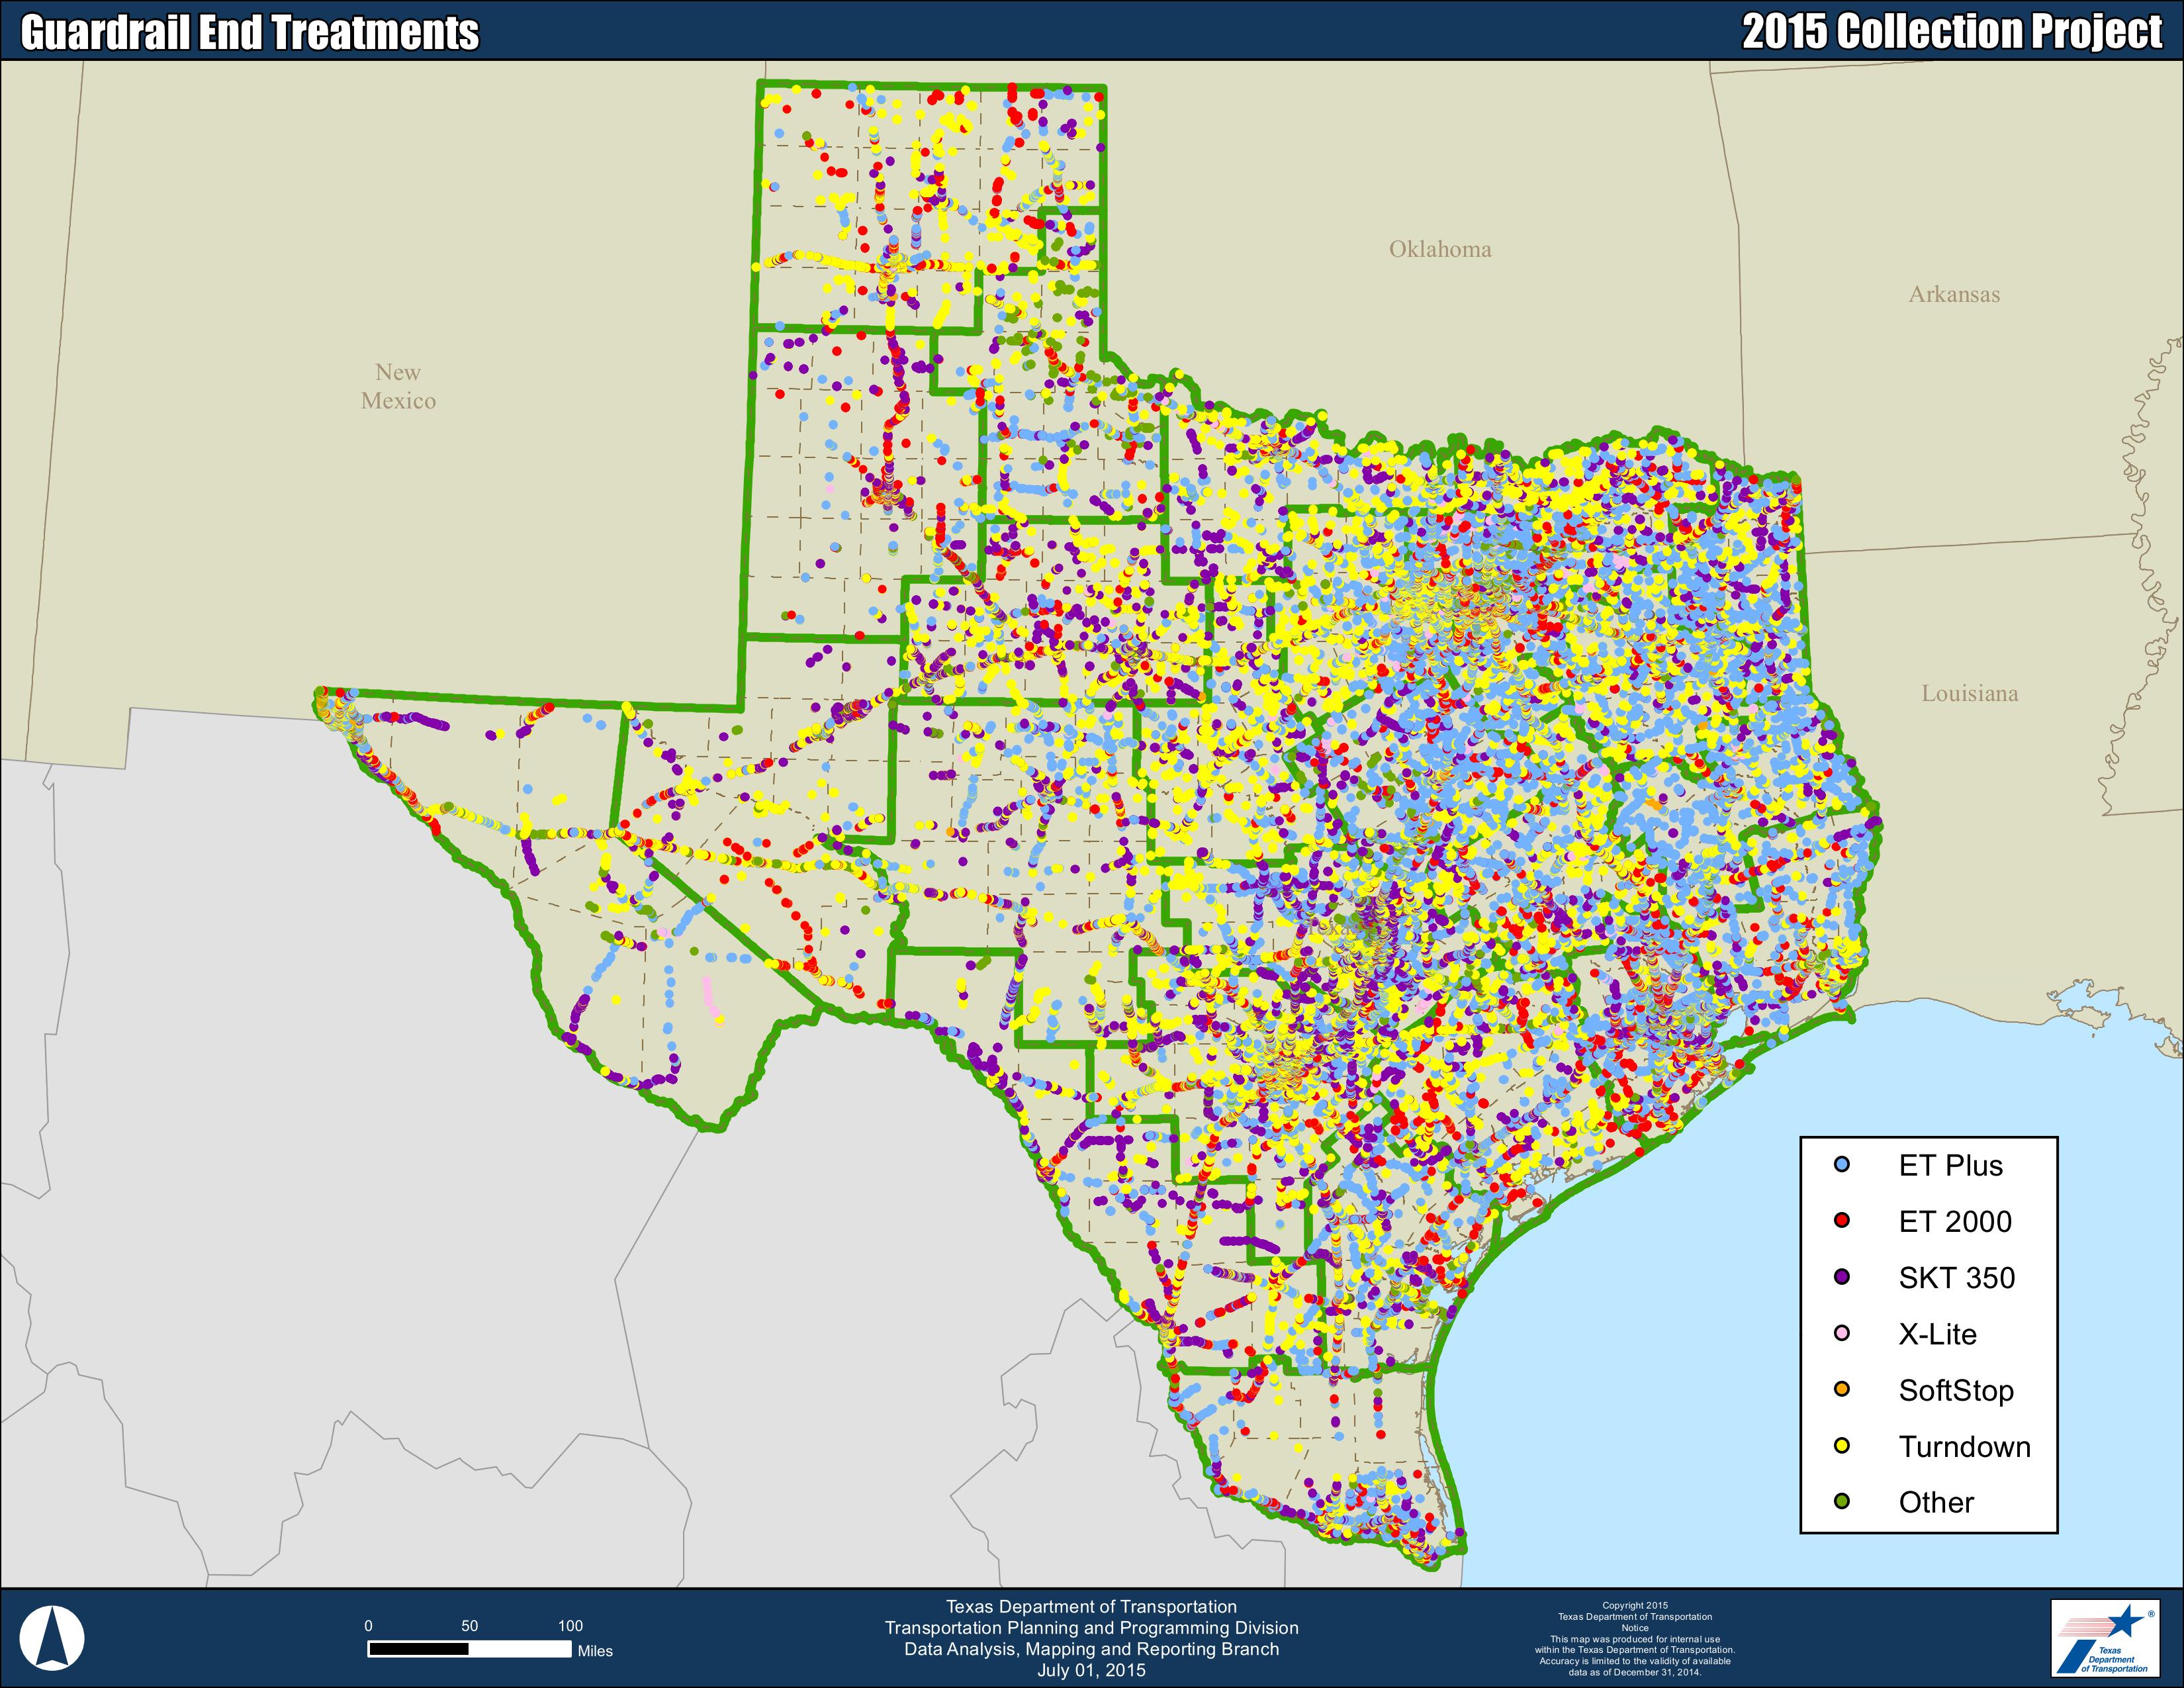 Guardrail End Treatments
2015 Collection Project
Oklahoma
Arkansas
New
Mexico
Louisiana
Texas
ET Plus
ET 2000
SKT 350
X-Lite
SoftStop
Turndown
Other
0 50 100
Miles
Texas Department of Transportation
Transportation Planning and Programming Division
Data Analysis, Mapping and Reporting Branch
July 01, 2015
Copyright 2015
Texas Department of Transportation
Notice
This map was produced for internal use
within the Texas Department of Transportation.
Accuracy is limited to the validity of available
data as of December 31, 2014.
®
Texas
Department
of Transportation